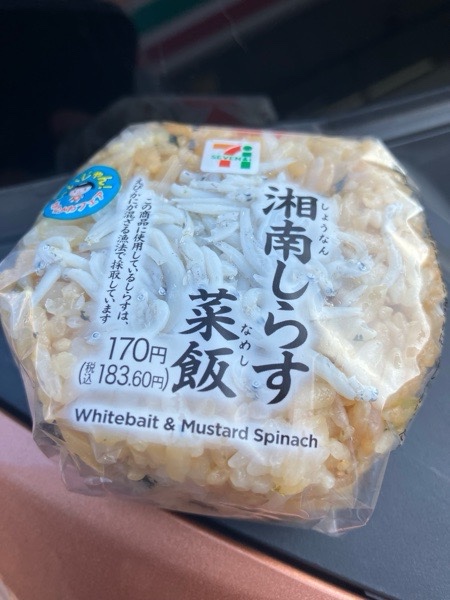 7
ELEVEN
しょうなん
湘南しらす
なめし
菜飯
この商品に使用しているしらすは、
えびかにが混ざる漁法で採取しています
170円
(税込183.60円)
Whitebait & Mustard Spinach